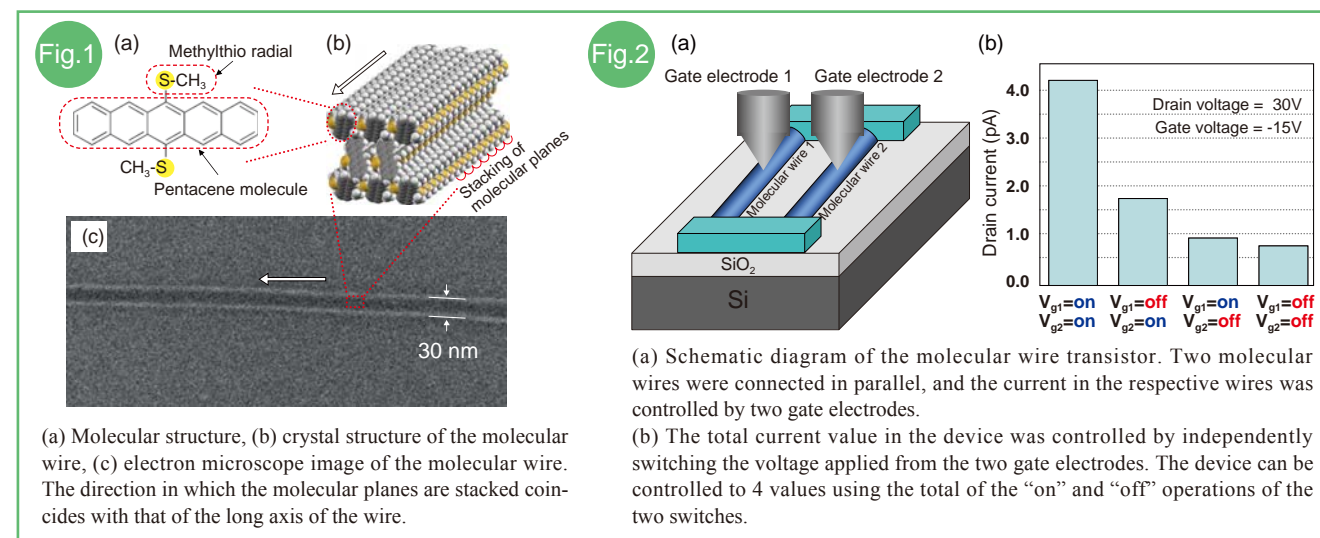 Fig.1
(a)
Methylthio radial
S-CH₃
CH₃-S
Pentacene molecule
(b)
Stacking of
molecular planes
(c)
30 nm
(a) Molecular structure, (b) crystal structure of the molecular
wire, (c) electron microscope image of the molecular wire.
The direction in which the molecular planes are stacked coin-
cides with that of the long axis of the wire.
Fig.2
(a)
Gate electrode 1
Gate electrode 2
Molecular wire 1
Molecular wire 2
SiO₂
Si
(b)
Drain current (pA)
4.0
3.0
2.0
1.0
0.0
Drain voltage = 30V
Gate voltage = -15V
Vg1=on Vg1=off Vg1=on Vg1=off
Vg2=on Vg2=on Vg2=off Vg2=off
(a) Schematic diagram of the molecular wire transistor. Two molecular
wires were connected in parallel, and the current in the respective wires was
controlled by two gate electrodes.
(b) The total current value in the device was controlled by independently
switching the voltage applied from the two gate electrodes. The device can be
controlled to 4 values using the total of the “on” and “off” operations of the
two switches.